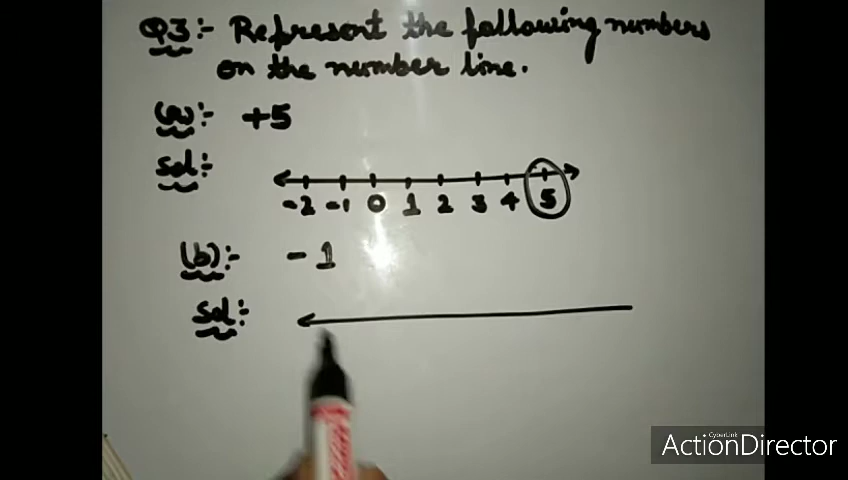 Q3:- Represent the following numbers
on the number line.
(a):- +5
Sol:-
-2 -1 0 1 2 3 4 5
(b):- -1
Sol:-
CyberLink
ActionDirector